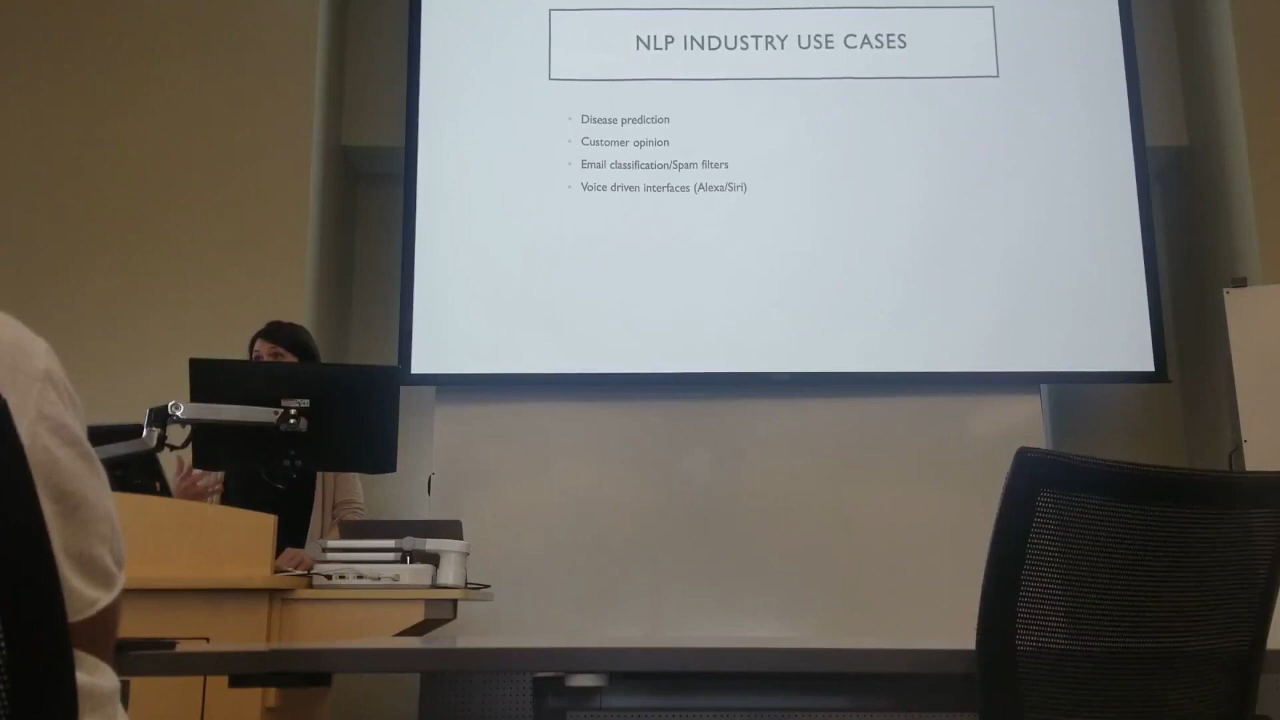 NLP INDUSTRY USE CASES
Disease prediction
Customer opinion
Email classification/Spam filters
Voice driven interfaces (Alexa/Siri)